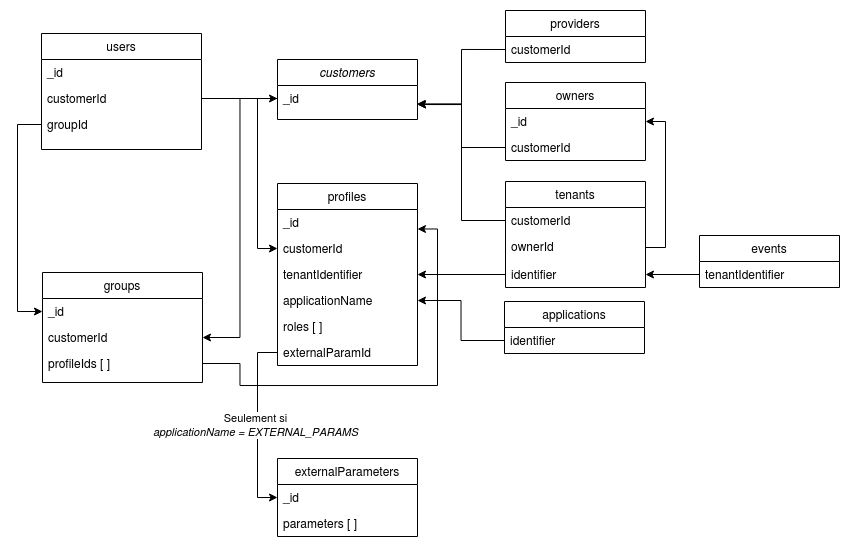 users
_id
customerId
groupId
customers
_id
providers
customerId
owners
_id
customerId
profiles
_id
customerId
tenantIdentifier
applicationName
roles [ ]
externalParamId
tenants
customerId
ownerId
identifier
events
tenantIdentifier
groups
_id
customerId
profileIds [ ]
applications
identifier
Seulement si
applicationName = EXTERNAL_PARAMS
externalParameters
_id
parameters [ ]